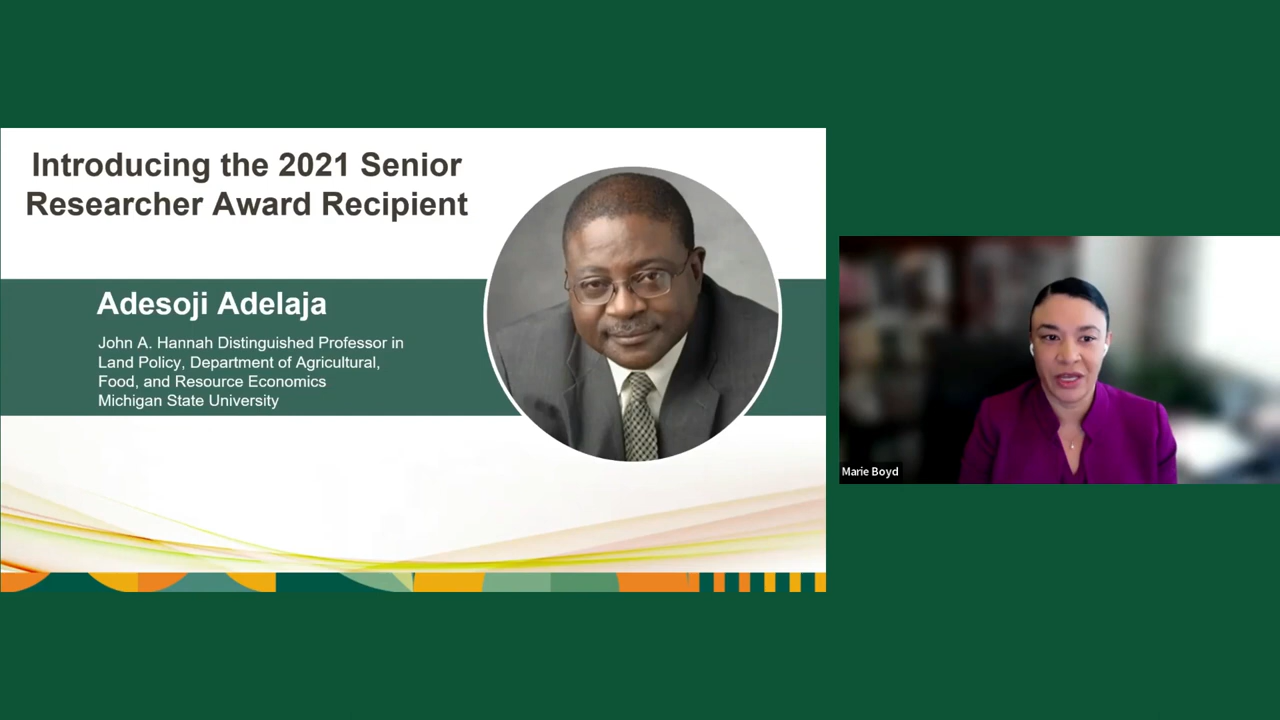 Introducing the 2021 Senior
Researcher Award Recipient
Adesoji Adelaja
John A. Hannah Distinguished Professor in
Land Policy, Department of Agricultural,
Food, and Resource Economics
Michigan State University
Marie Boyd